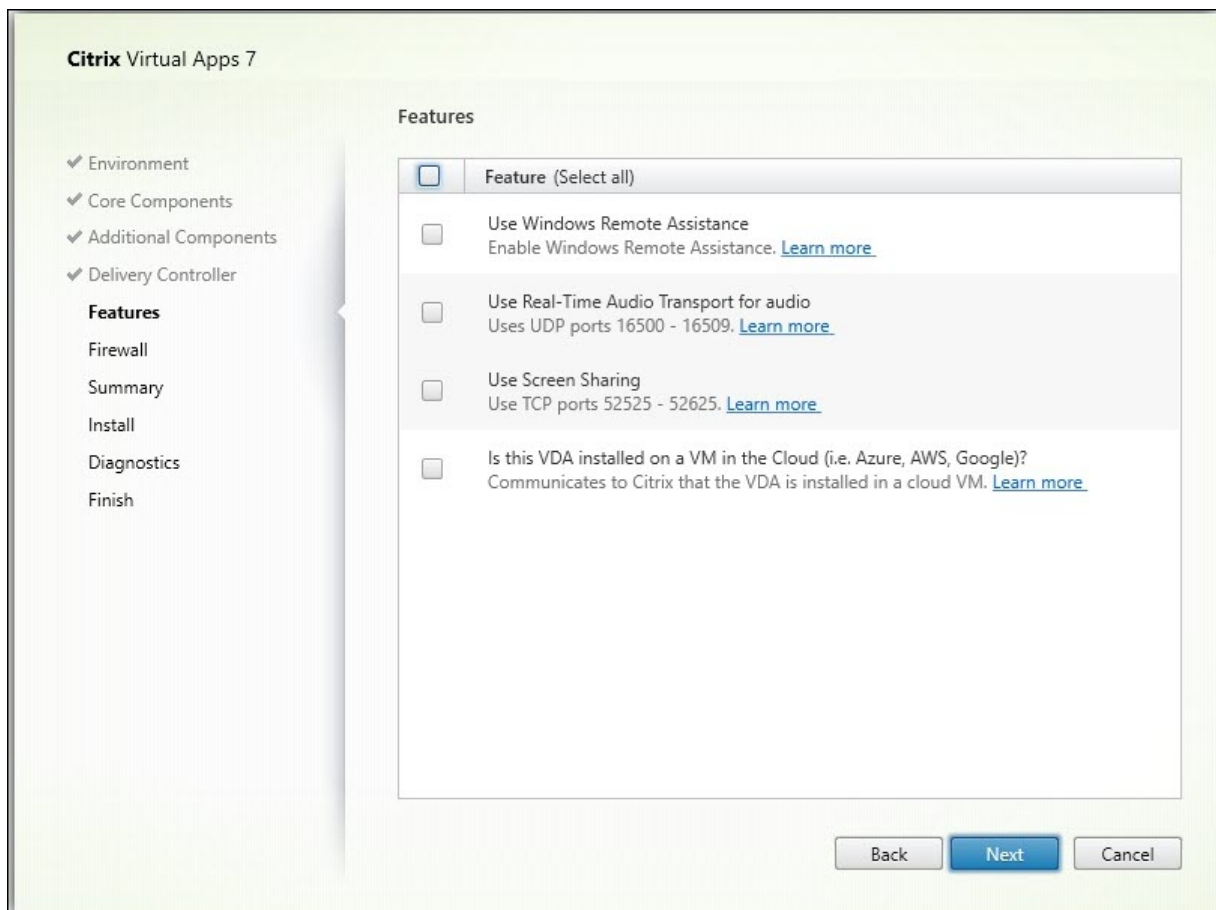 Citrix Virtual Apps 7
Features
Environment
Core Components
Additional Components
Delivery Controller
Features
Firewall
Summary
Install
Diagnostics
Finish
Feature (Select all)
Use Windows Remote Assistance
Enable Windows Remote Assistance. Learn more
Use Real-Time Audio Transport for audio
Uses UDP ports 16500 - 16509. Learn more
Use Screen Sharing
Use TCP ports 52525 - 52625. Learn more
Is this VDA installed on a VM in the Cloud (i.e. Azure, AWS, Google)?
Communicates to Citrix that the VDA is installed in a cloud VM. Learn more
Back
Next
Cancel